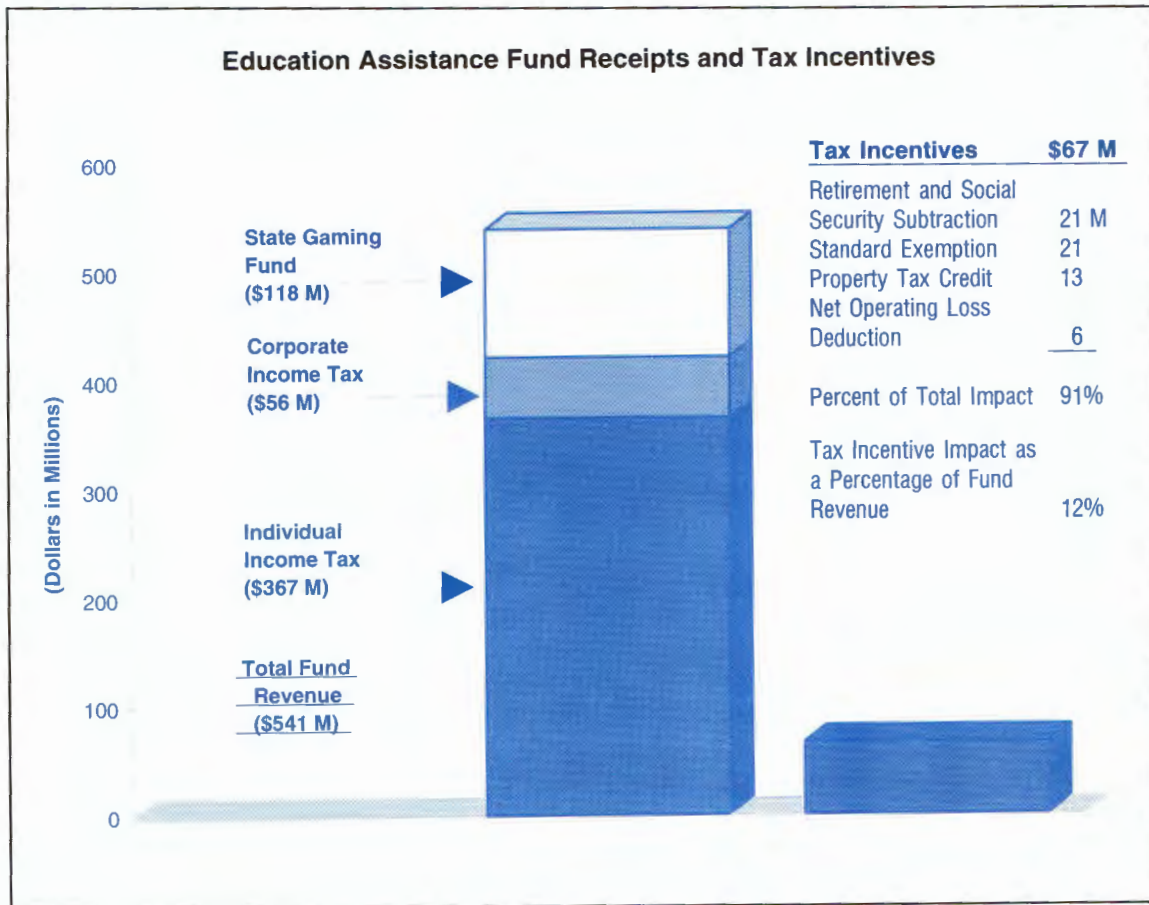 Education Assistance Fund Receipts and Tax Incentives
(Dollars in Millions)
600
500
400
300
200
100
0
State Gaming
Fund
($118 M)
Corporate
Income Tax
($56 M)
Individual
Income Tax
($367 M)
Total Fund
Revenue
($541 M)
Tax Incentives $67 M
Retirement and Social
Security Subtraction 21 M
Standard Exemption 21
Property Tax Credit 13
Net Operating Loss
Deduction 6
Percent of Total Impact 91%
Tax Incentive Impact as
a Percentage of Fund
Revenue 12%